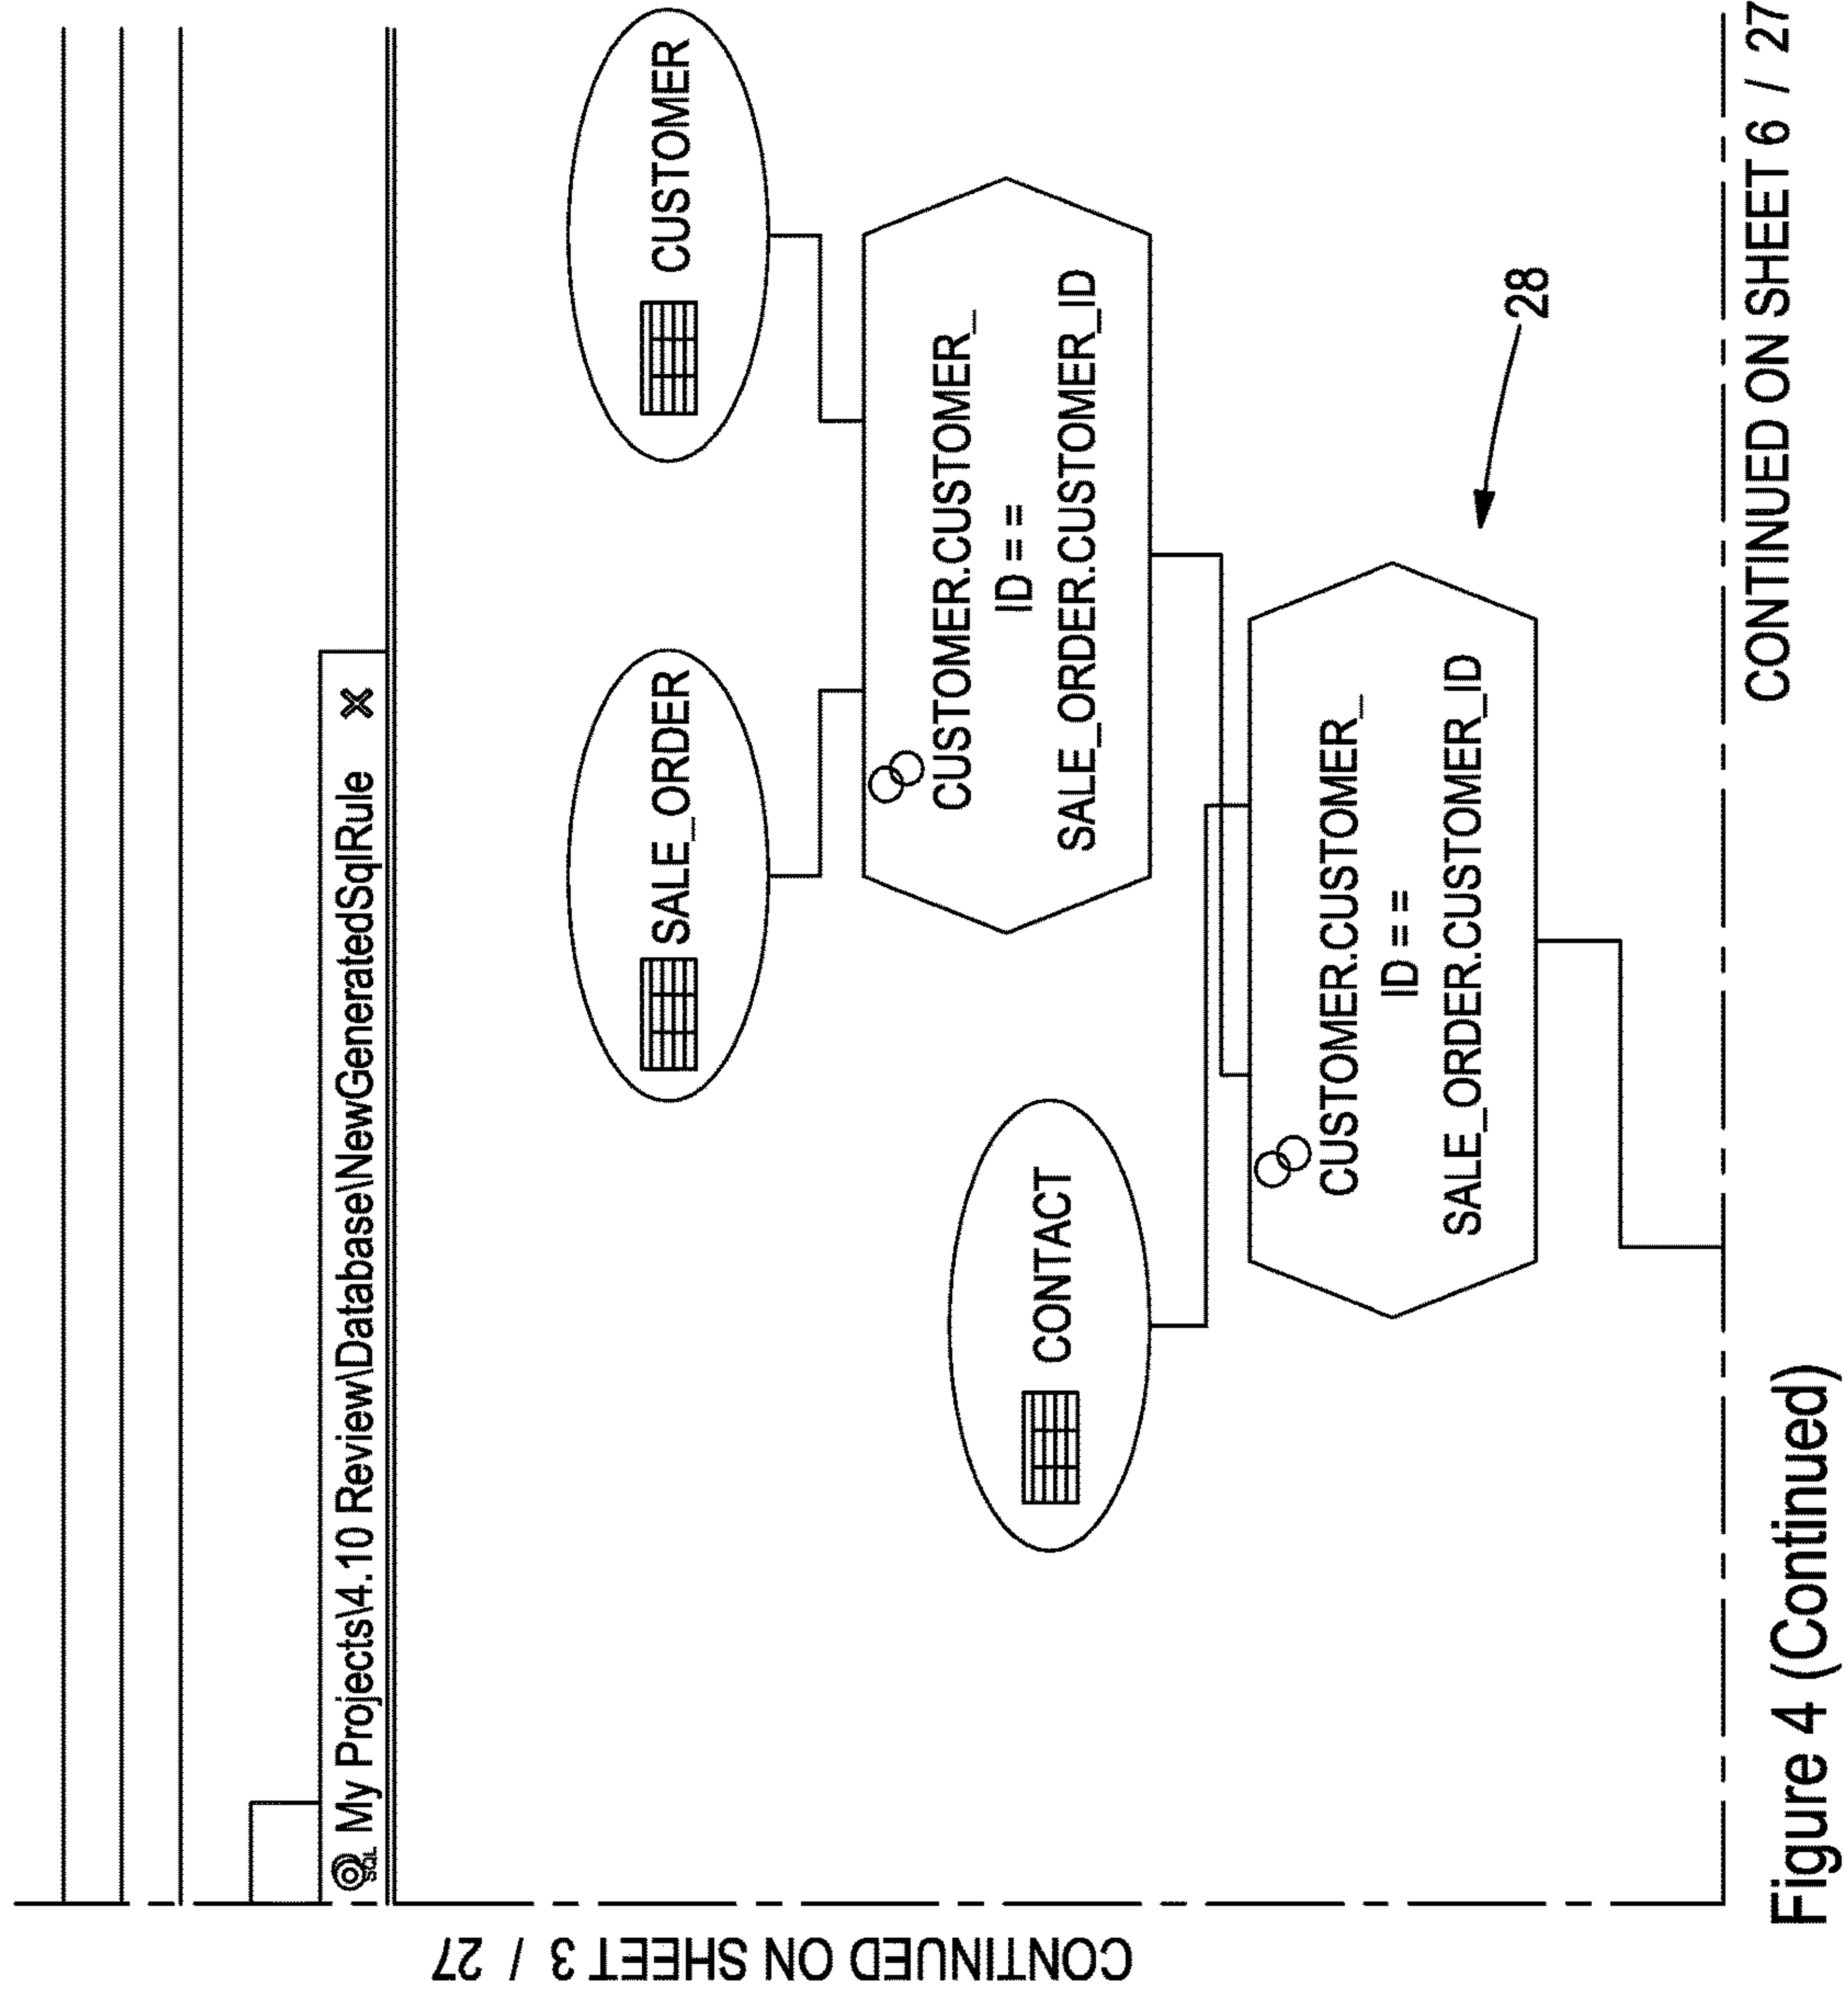 SQL My Projects\4.10 Review\Database\NewGeneratedSqlRule X
SALE_ORDER
CUSTOMER
CUSTOMER.CUSTOMER_
ID = =
SALE_ORDER.CUSTOMER_ID
CONTACT
CUSTOMER.CUSTOMER_
ID = =
SALE_ORDER.CUSTOMER_ID
28
CONTINUED ON SHEET 3 / 27
CONTINUED ON SHEET 6 / 27
Figure 4 (Continued)